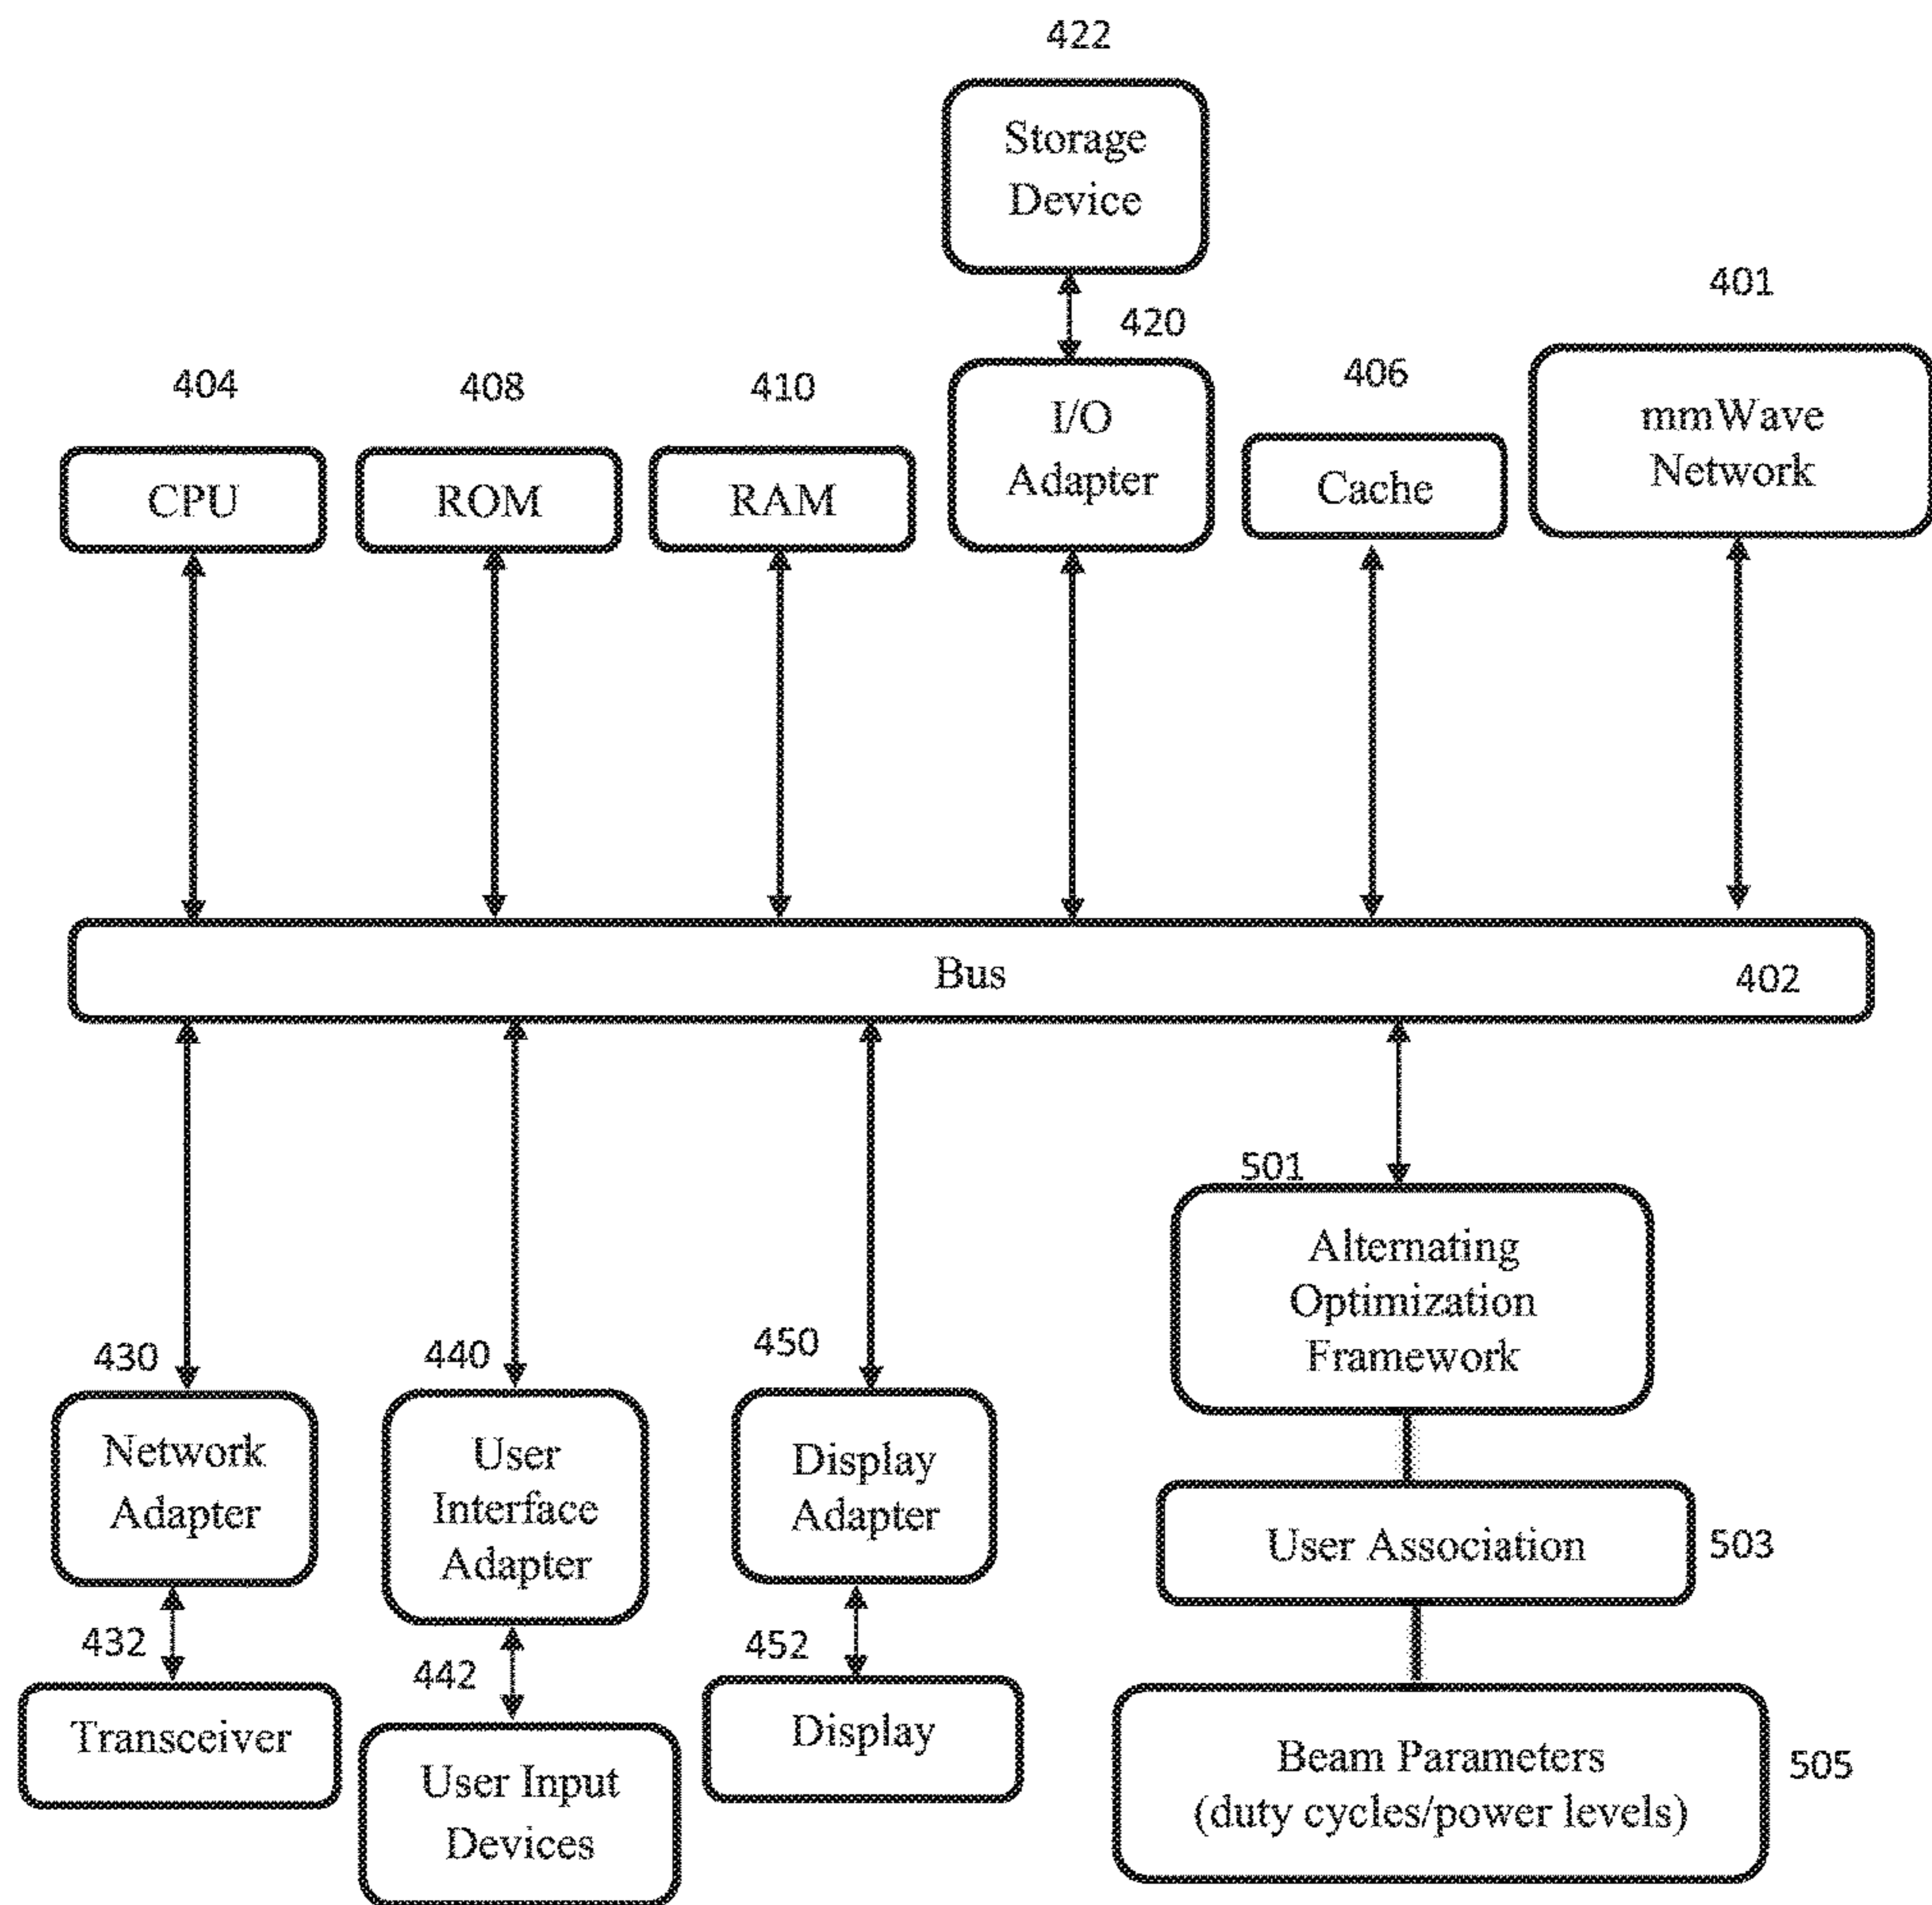 422
Storage
Device
401
420
404
408
410
406
I/O
Adapter
mmWave
Network
CPU
ROM
RAM
Cache
Bus
402
501
Alternating
Optimization
Framework
430
440
450
Network
Adapter
User
Interface
Adapter
Display
Adapter
User Association
503
432
442
452
Transceiver
User Input
Devices
Display
Beam Parameters
(duty cycles/power levels)
505